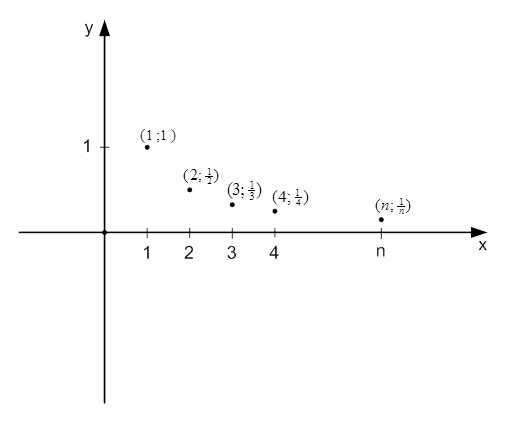 y
(1;1)
1
(2;½)
(3;⅓)
(4;¼)
(n;1/n)
1 2 3 4 n
x